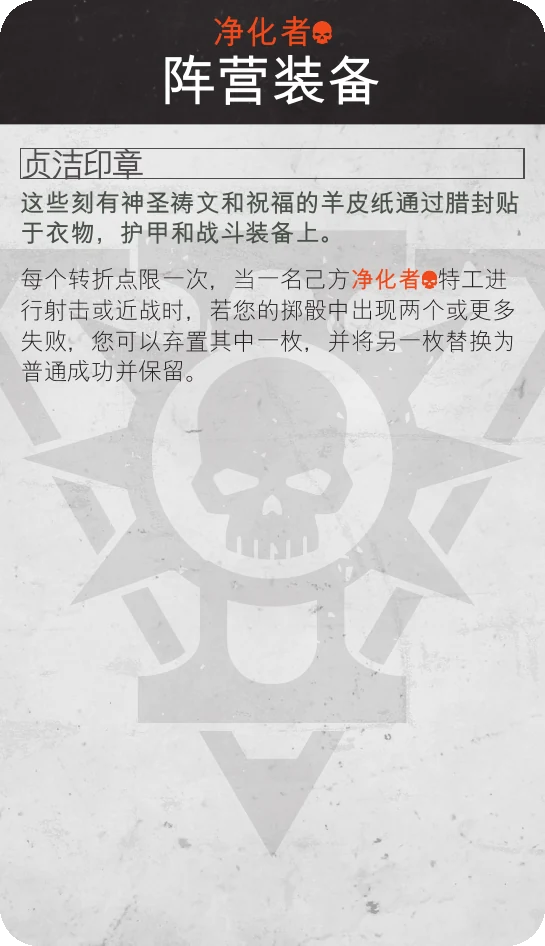 净化者
阵营装备
贞洁印章
这些刻有神圣祷文和祝福的羊皮纸通过腊封贴
于衣物，护甲和战斗装备上。
每个转折点限一次，当一名己方净化者特工进
行射击或近战时，若您的掷骰中出现两个或更多
失败，您可以弃置其中一枚，并将另一枚替换为
普通成功并保留。